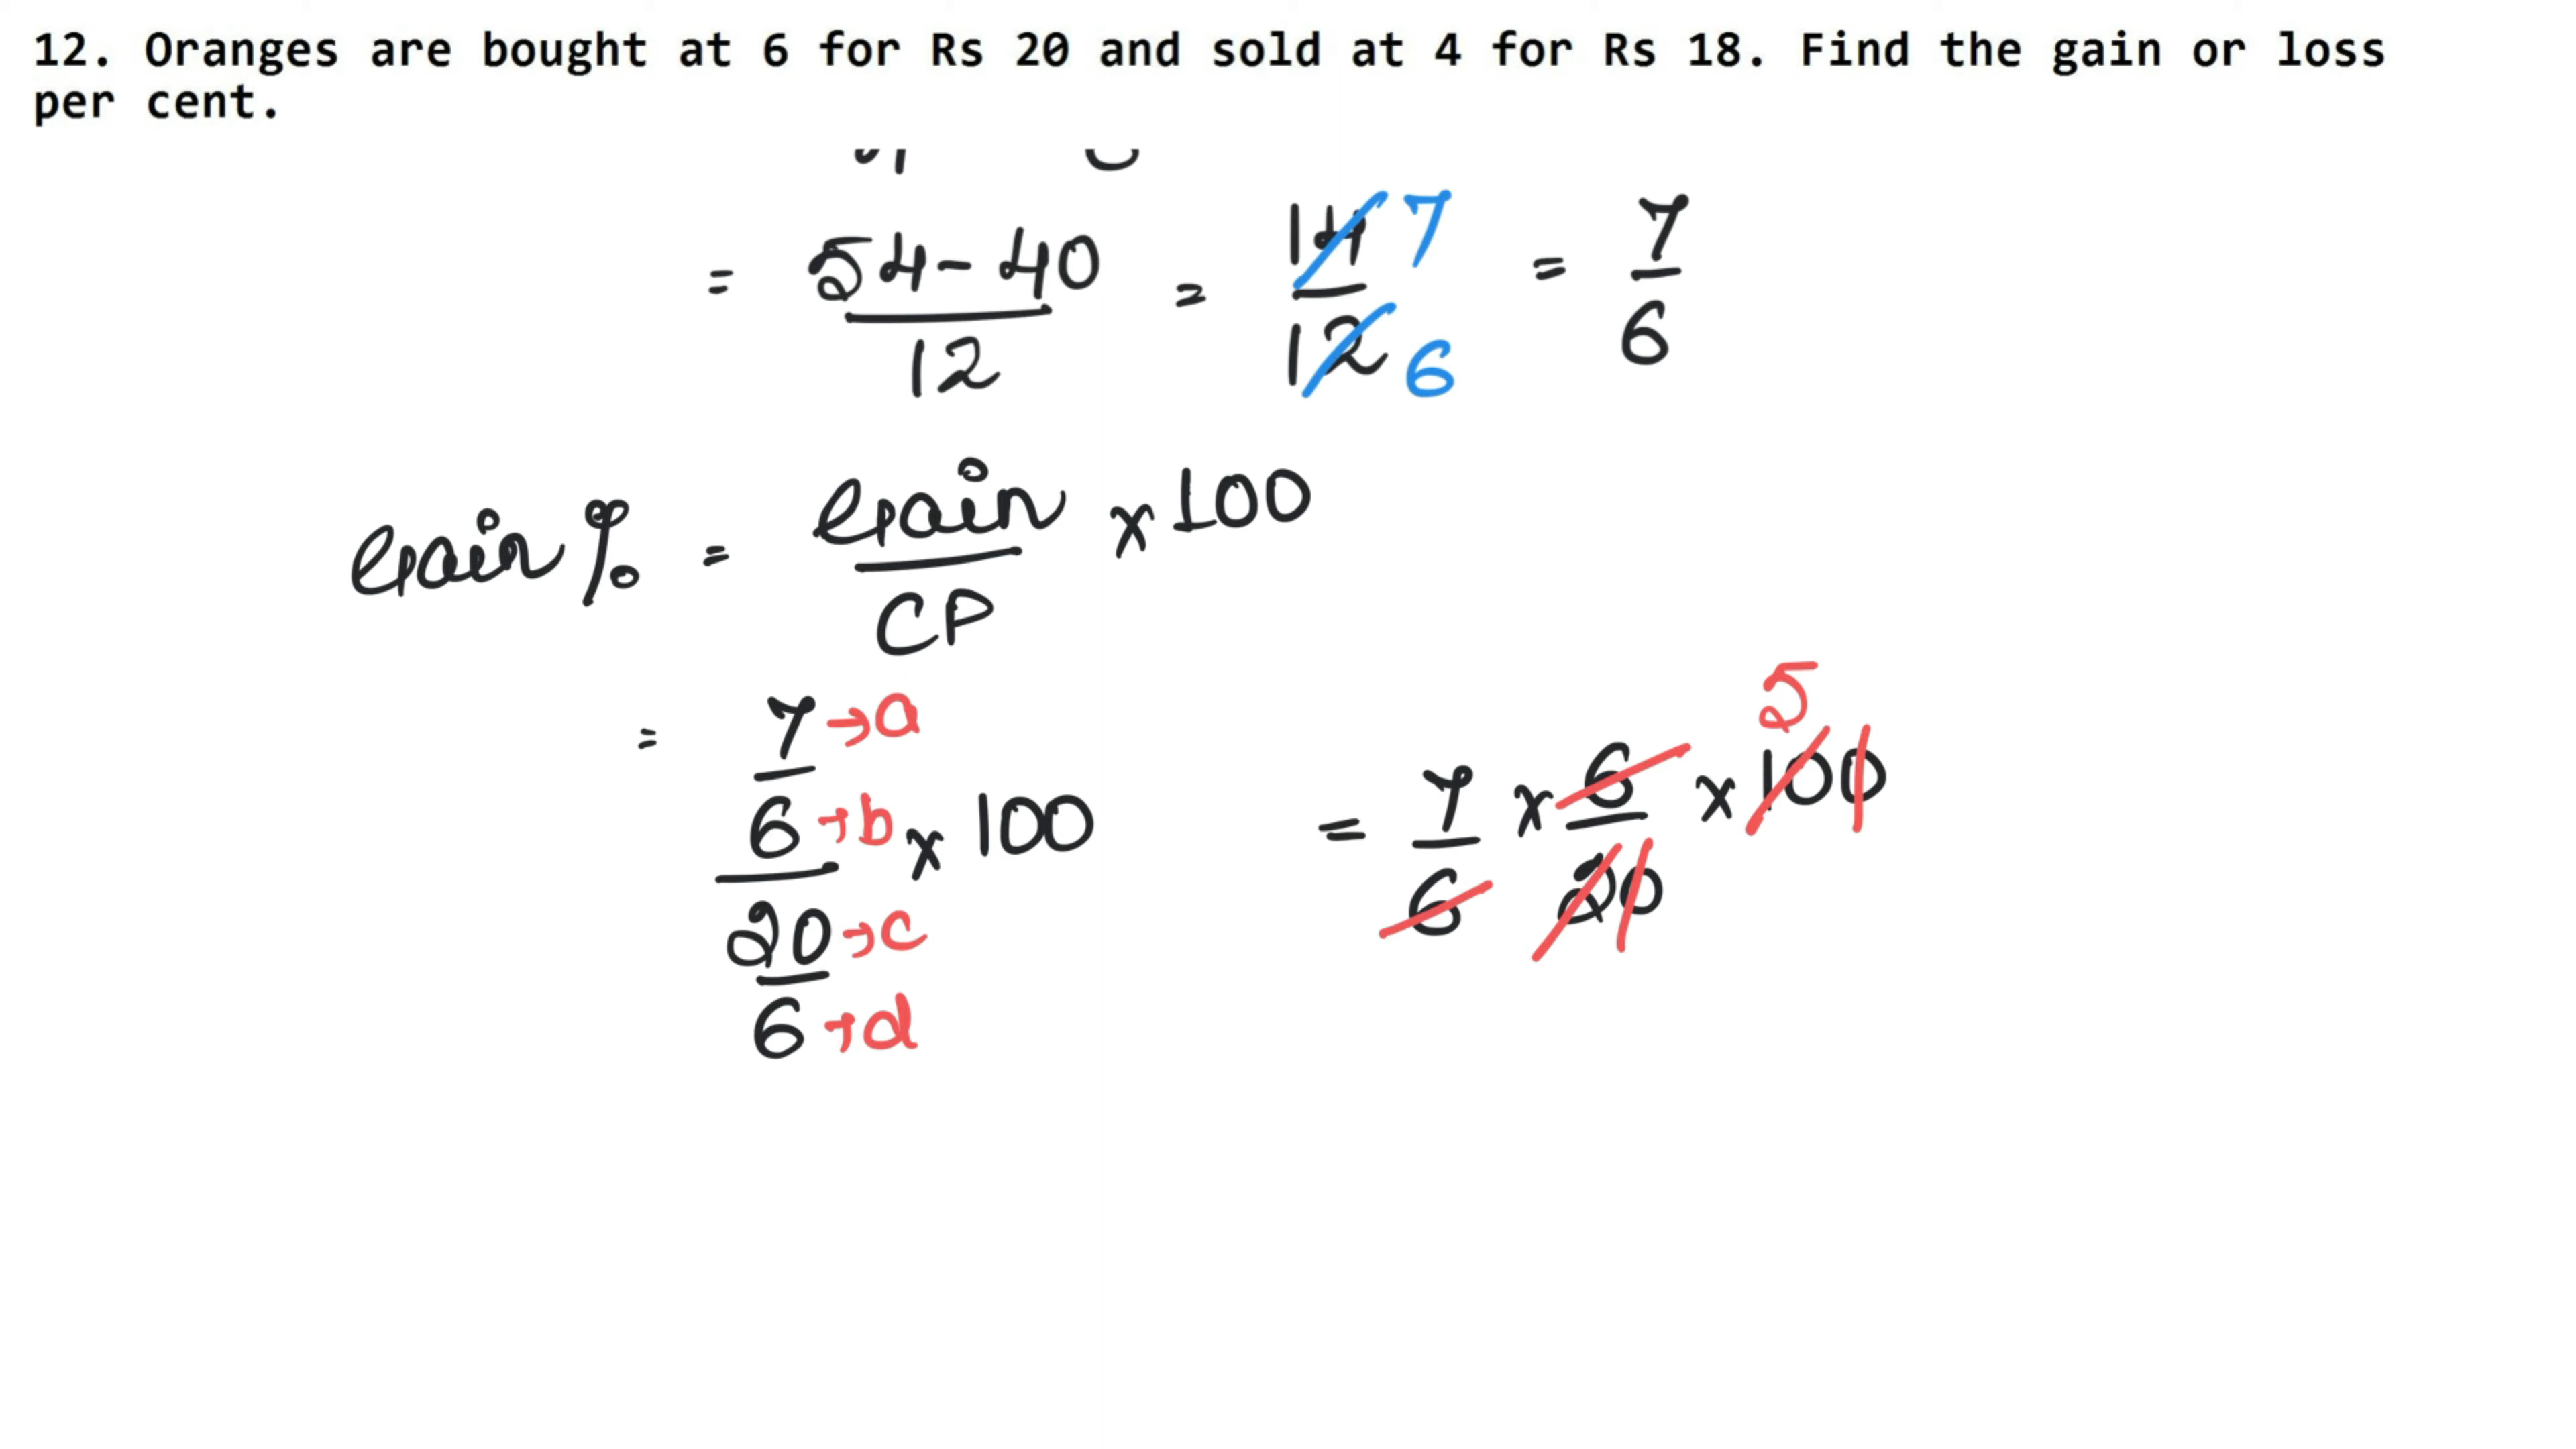 12. Oranges are bought at 6 for Rs 20 and sold at 4 for Rs 18. Find the gain or loss
per cent.
= 54-40/12 = 14/12 7/6 = 7/6
Gain% = Gain/CP x 100
= 7/6 / 20/6 x 100 = 7/6 x 6/20 x 100 5
→a
→b
→c
→d